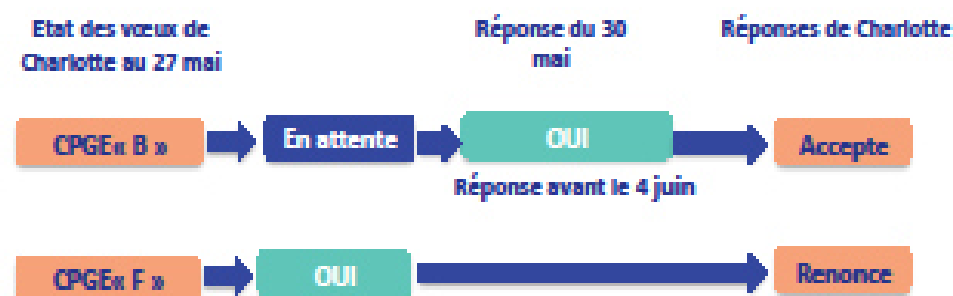 Etat des vœux de
Charlotte au 27 mai
Réponse du 30
mai
Réponses de Charlotte
CPGE« B »
En attente
OUI
Accepte
Réponse avant le 4 juin
CPGE« F »
OUI
Renonce